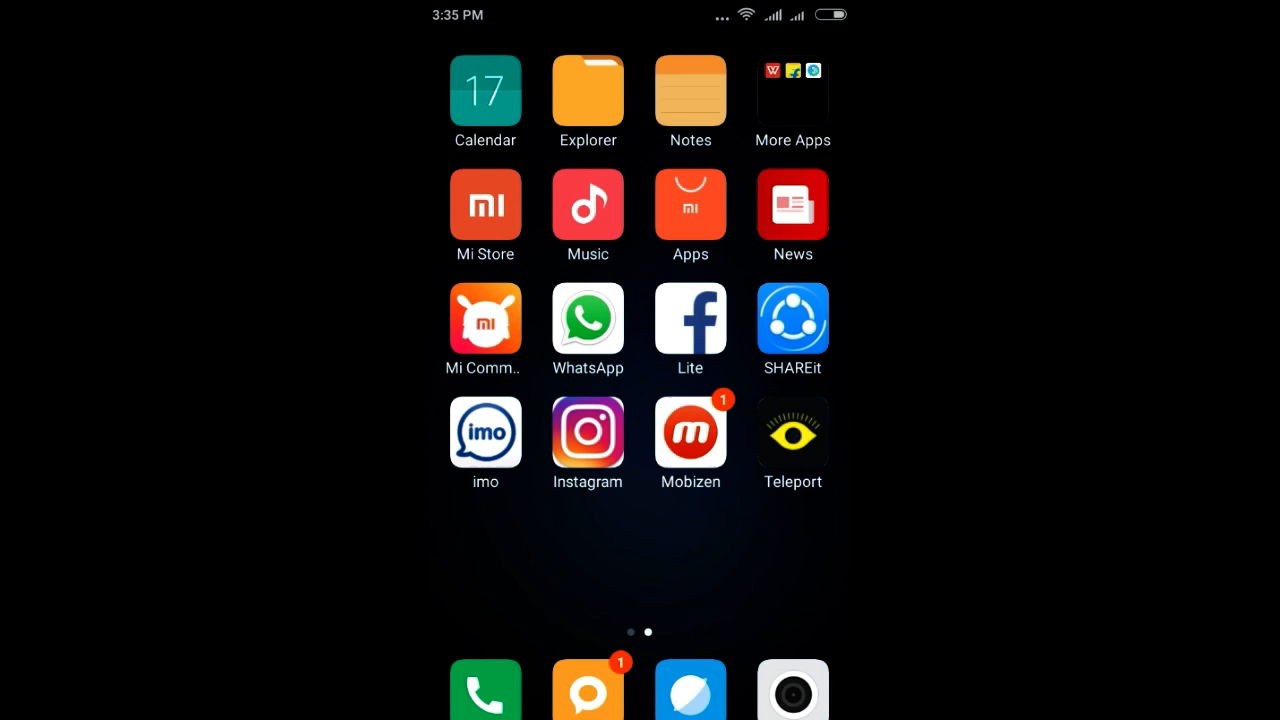 3:35 PM
17
Calendar Explorer Notes More Apps
W
mi mi
Mi Store Music Apps News
mi f
Mi Comm.. WhatsApp Lite SHAREit
imo m 1
imo Instagram Mobizen Teleport
1